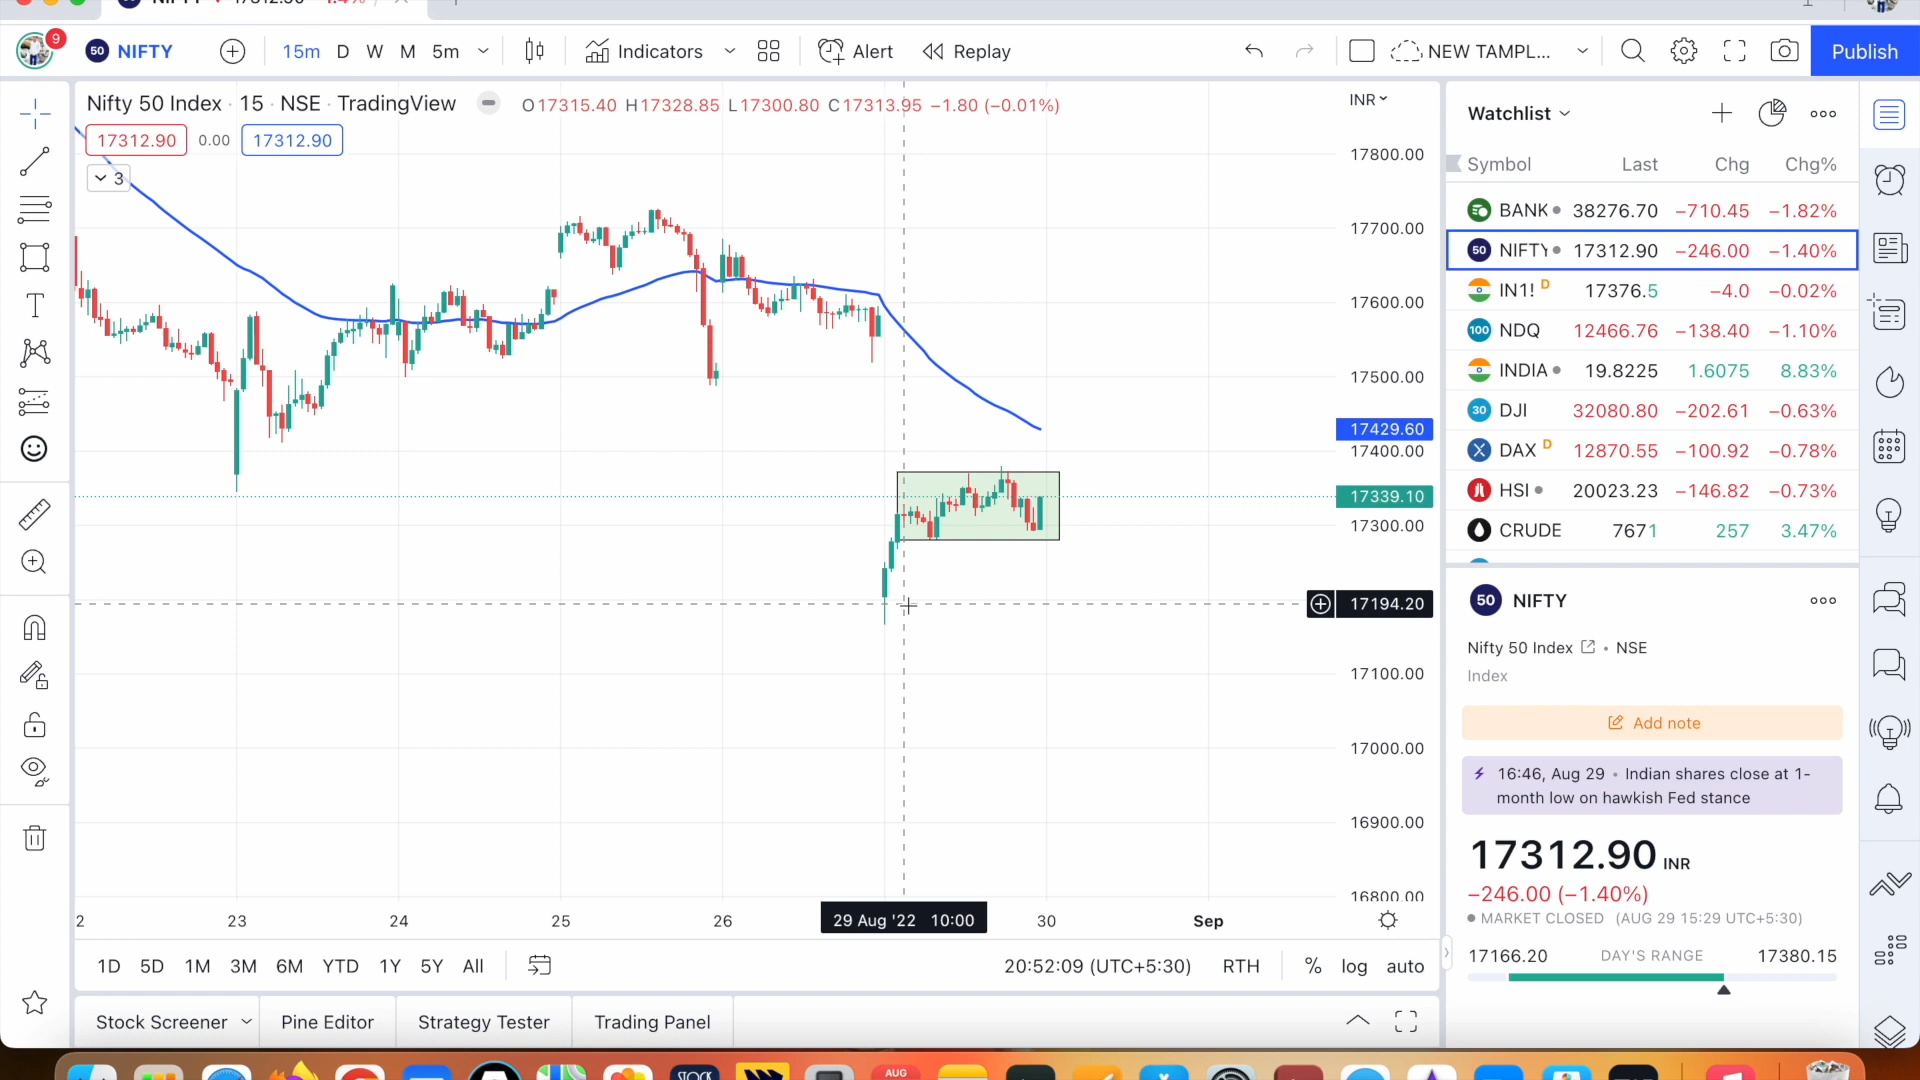 9
50 NIFTY
15m D W M 5m
Indicators
Alert
Replay
NEW TAMPL...
Publish
Nifty 50 Index · 15 · NSE · TradingView
O17315.40 H17328.85 L17300.80 C17313.95 −1.80 (−0.01%)
17312.90 0.00 17312.90
3
INR
17800.00
17700.00
17600.00
17500.00
17429.60
17400.00
17339.10
17300.00
17194.20
17100.00
17000.00
16900.00
16800.00
2 23 24 25 26 29 Aug '22 10:00 30 Sep
1D 5D 1M 3M 6M YTD 1Y 5Y All
20:52:09 (UTC+5:30) RTH % log auto
Stock Screener Pine Editor Strategy Tester Trading Panel
Watchlist
Symbol Last Chg Chg%
BANK 38276.70 −710.45 −1.82%
50 NIFTY 17312.90 −246.00 −1.40%
IN1! D 17376.5 −4.0 −0.02%
100 NDQ 12466.76 −138.40 −1.10%
INDIA 19.8225 1.6075 8.83%
30 DJI 32080.80 −202.61 −0.63%
DAX D 12870.55 −100.92 −0.78%
HSI 20023.23 −146.82 −0.73%
CRUDE 7671 257 3.47%
50 NIFTY
Nifty 50 Index • NSE
Index
Add note
16:46, Aug 29 • Indian shares close at 1-
month low on hawkish Fed stance
17312.90 INR
−246.00 (−1.40%)
MARKET CLOSED (AUG 29 15:29 UTC+5:30)
17166.20 DAY'S RANGE 17380.15
STOCK
AUG